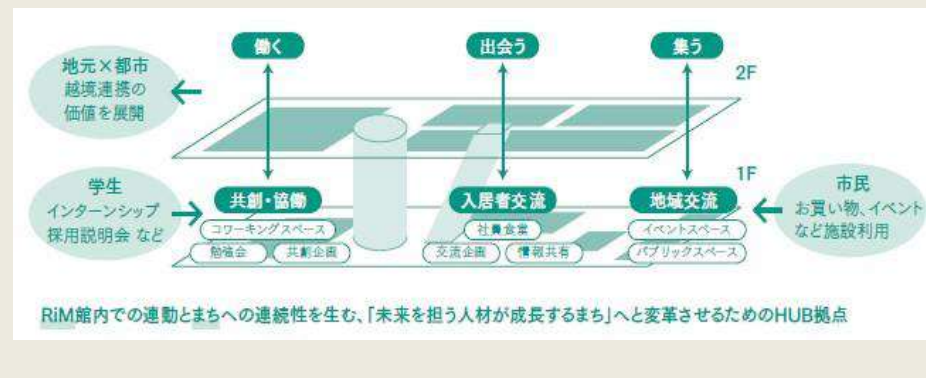 働く
出会う
集う
地元×都市
越境連携の
価値を展開
2F
学生
インターンシップ
採用説明会 など
1F
共創・協働
コワーキングスペース
勉強会
共創企画
入居者交流
社員食堂
交流企画
情報共有
地域交流
イベントスペース
パブリックスペース
市民
お買い物、イベント
など施設利用
RiM館内での連動とまちへの連続性を生む、「未来を担う人材が成長するまち」へと変革させるためのHUB拠点